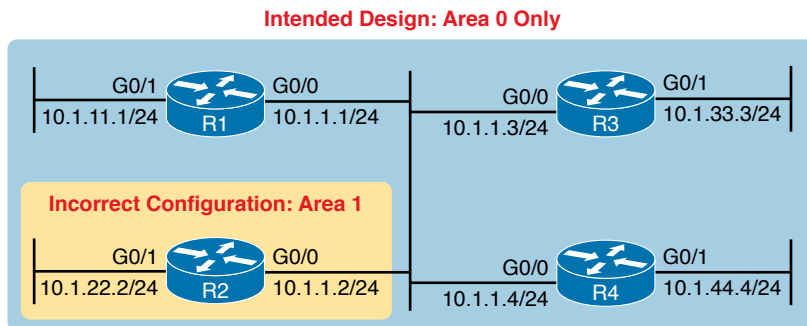 Intended Design: Area 0 Only
G0/1 G0/0
10.1.11.1/24 R1 10.1.1.1/24
G0/0 G0/1
10.1.1.3/24 R3 10.1.33.3/24
Incorrect Configuration: Area 1
G0/1 G0/0
10.1.22.2/24 R2 10.1.1.2/24
G0/0 G0/1
10.1.1.4/24 R4 10.1.44.4/24